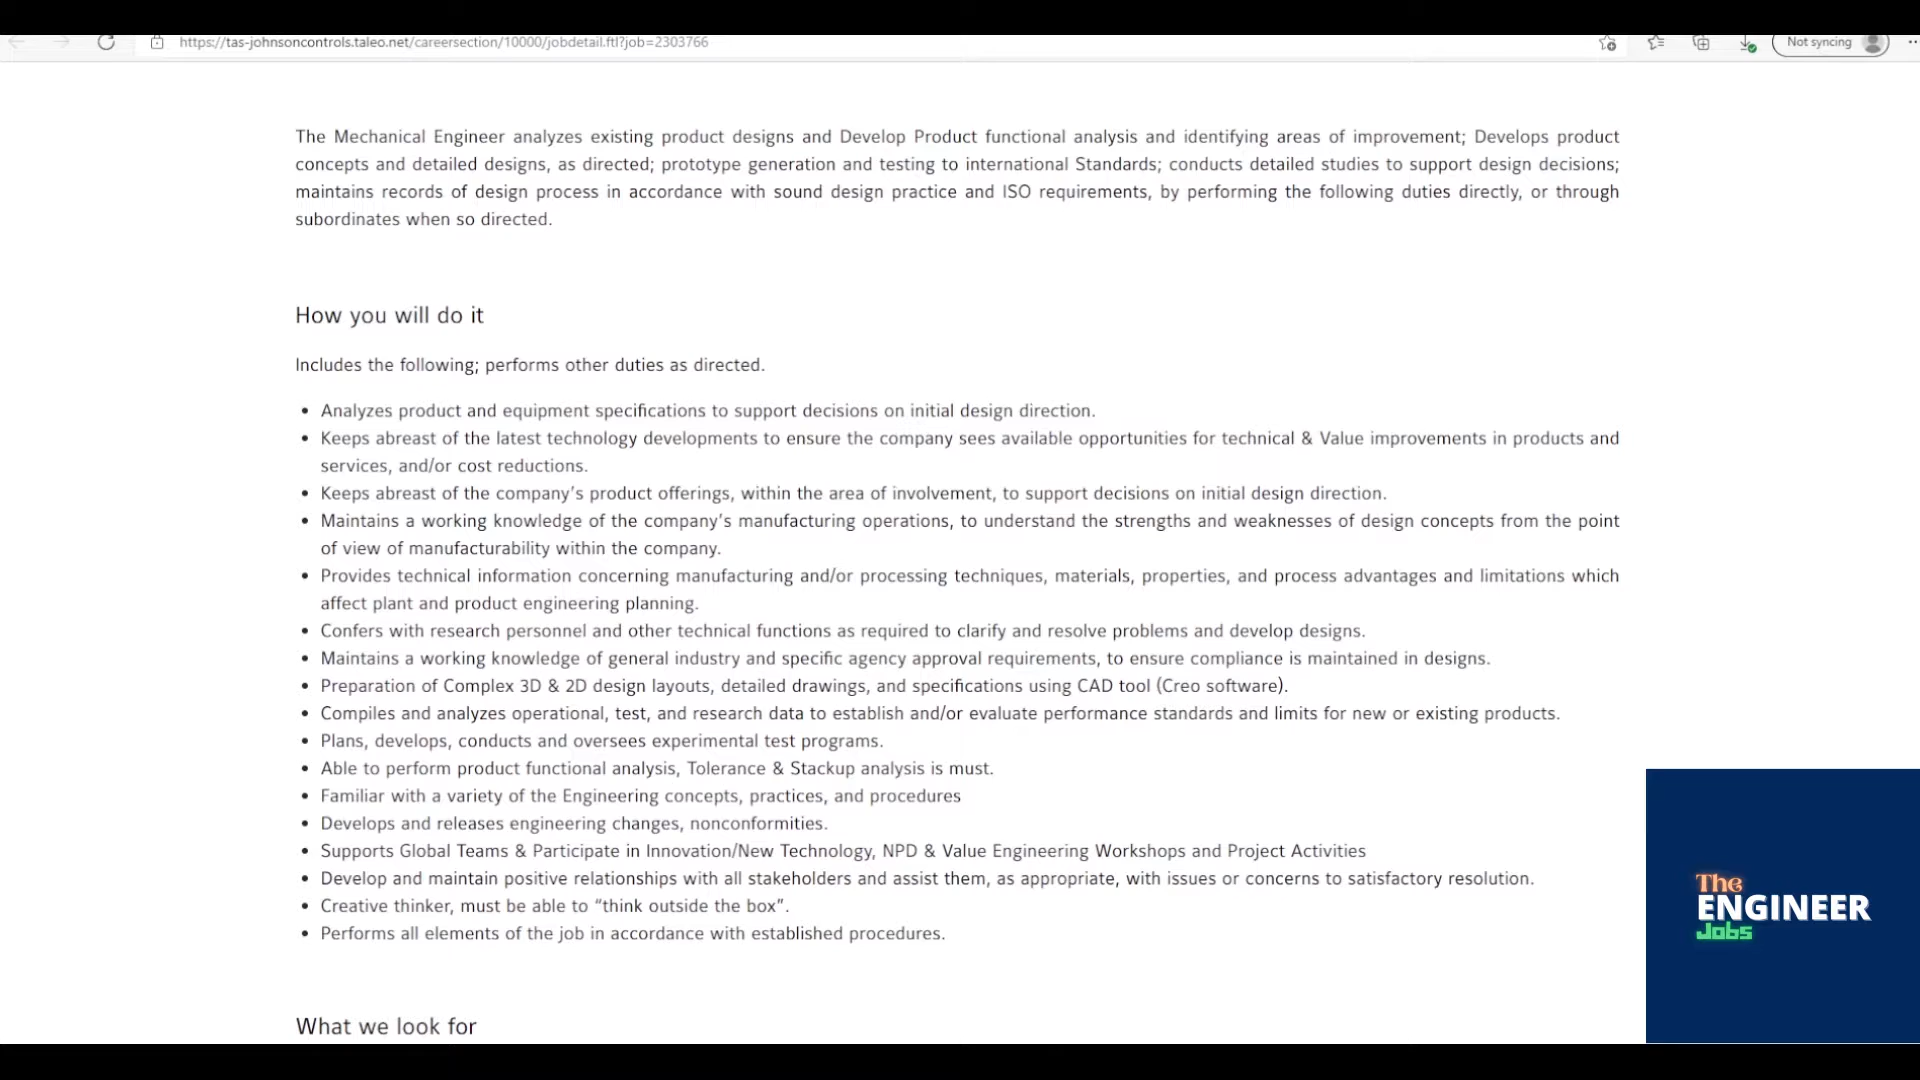 https://tas-johnsoncontrols.taleo.net/careersection/10000/jobdetail.ftl?job=2303766
Not syncing
The Mechanical Engineer analyzes existing product designs and Develop Product functional analysis and identifying areas of improvement; Develops product
concepts and detailed designs, as directed; prototype generation and testing to international Standards; conducts detailed studies to support design decisions;
maintains records of design process in accordance with sound design practice and ISO requirements, by performing the following duties directly, or through
subordinates when so directed.
How you will do it
Includes the following; performs other duties as directed.
• Analyzes product and equipment specifications to support decisions on initial design direction.
• Keeps abreast of the latest technology developments to ensure the company sees available opportunities for technical & Value improvements in products and
services, and/or cost reductions.
• Keeps abreast of the company’s product offerings, within the area of involvement, to support decisions on initial design direction.
• Maintains a working knowledge of the company’s manufacturing operations, to understand the strengths and weaknesses of design concepts from the point
of view of manufacturability within the company.
• Provides technical information concerning manufacturing and/or processing techniques, materials, properties, and process advantages and limitations which
affect plant and product engineering planning.
• Confers with research personnel and other technical functions as required to clarify and resolve problems and develop designs.
• Maintains a working knowledge of general industry and specific agency approval requirements, to ensure compliance is maintained in designs.
• Preparation of Complex 3D & 2D design layouts, detailed drawings, and specifications using CAD tool (Creo software).
• Compiles and analyzes operational, test, and research data to establish and/or evaluate performance standards and limits for new or existing products.
• Plans, develops, conducts and oversees experimental test programs.
• Able to perform product functional analysis, Tolerance & Stackup analysis is must.
• Familiar with a variety of the Engineering concepts, practices, and procedures
• Develops and releases engineering changes, nonconformities.
• Supports Global Teams & Participate in Innovation/New Technology, NPD & Value Engineering Workshops and Project Activities
• Develop and maintain positive relationships with all stakeholders and assist them, as appropriate, with issues or concerns to satisfactory resolution.
• Creative thinker, must be able to “think outside the box”.
• Performs all elements of the job in accordance with established procedures.
What we look for
The
ENGINEER
Jobs